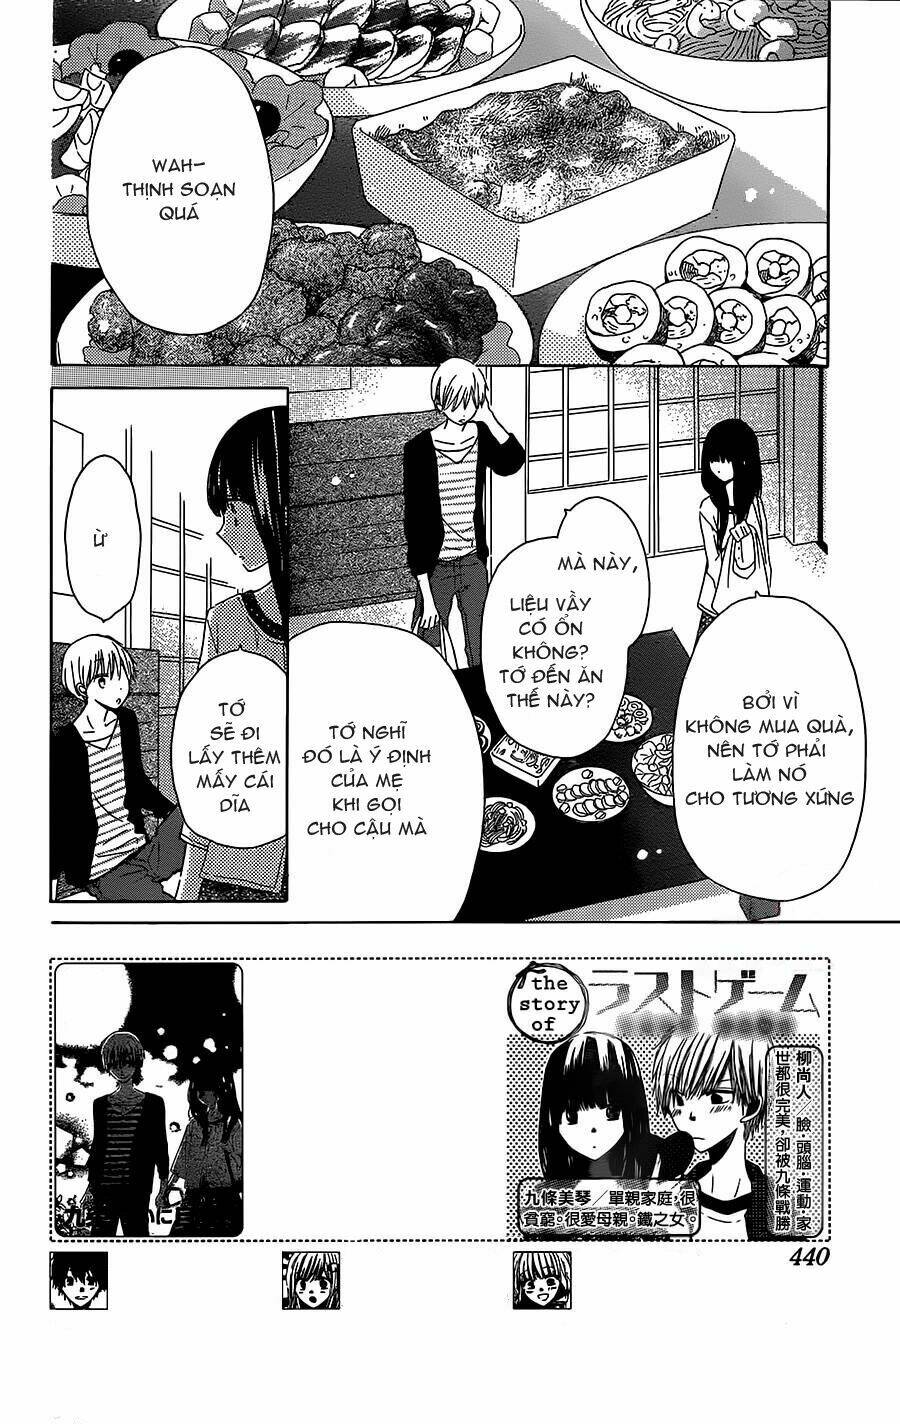 WAH-
THỊNH SOẠN
QUÁ
MÀ NÀY,
LIỆU VẦY
CÓ ỔN
KHÔNG?
TỚ ĐẾN ĂN
THẾ NÀY?
BỞI VÌ
KHÔNG MUA QUÀ,
NÊN TỚ PHẢI
LÀM NÓ
CHO TƯƠNG XỨNG
TỚ NGHĨ
ĐÓ LÀ Ý ĐỊNH
CỦA MẸ
KHI GỌI
CHO CẬU MÀ
Ừ
TỚ
SẼ ĐI
LẤY THÊM
MẤY CÁI
DĨA
the
story
of
ラストゲーム
柳尚人／臉·頭腦·運動·家
世都很完美，卻被九條戰勝
九條美琴／單親家庭，很
貧窮。很愛母親。鐵之女。
440